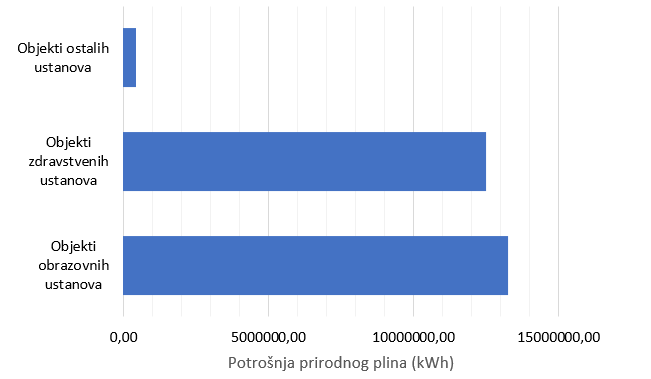 Objekti ostalih
ustanova
Objekti
zdravstvenih
ustanova
Objekti
obrazovnih
ustanova
0,00 5000000,00 10000000,00 15000000,00
Potrošnja prirodnog plina (kWh)